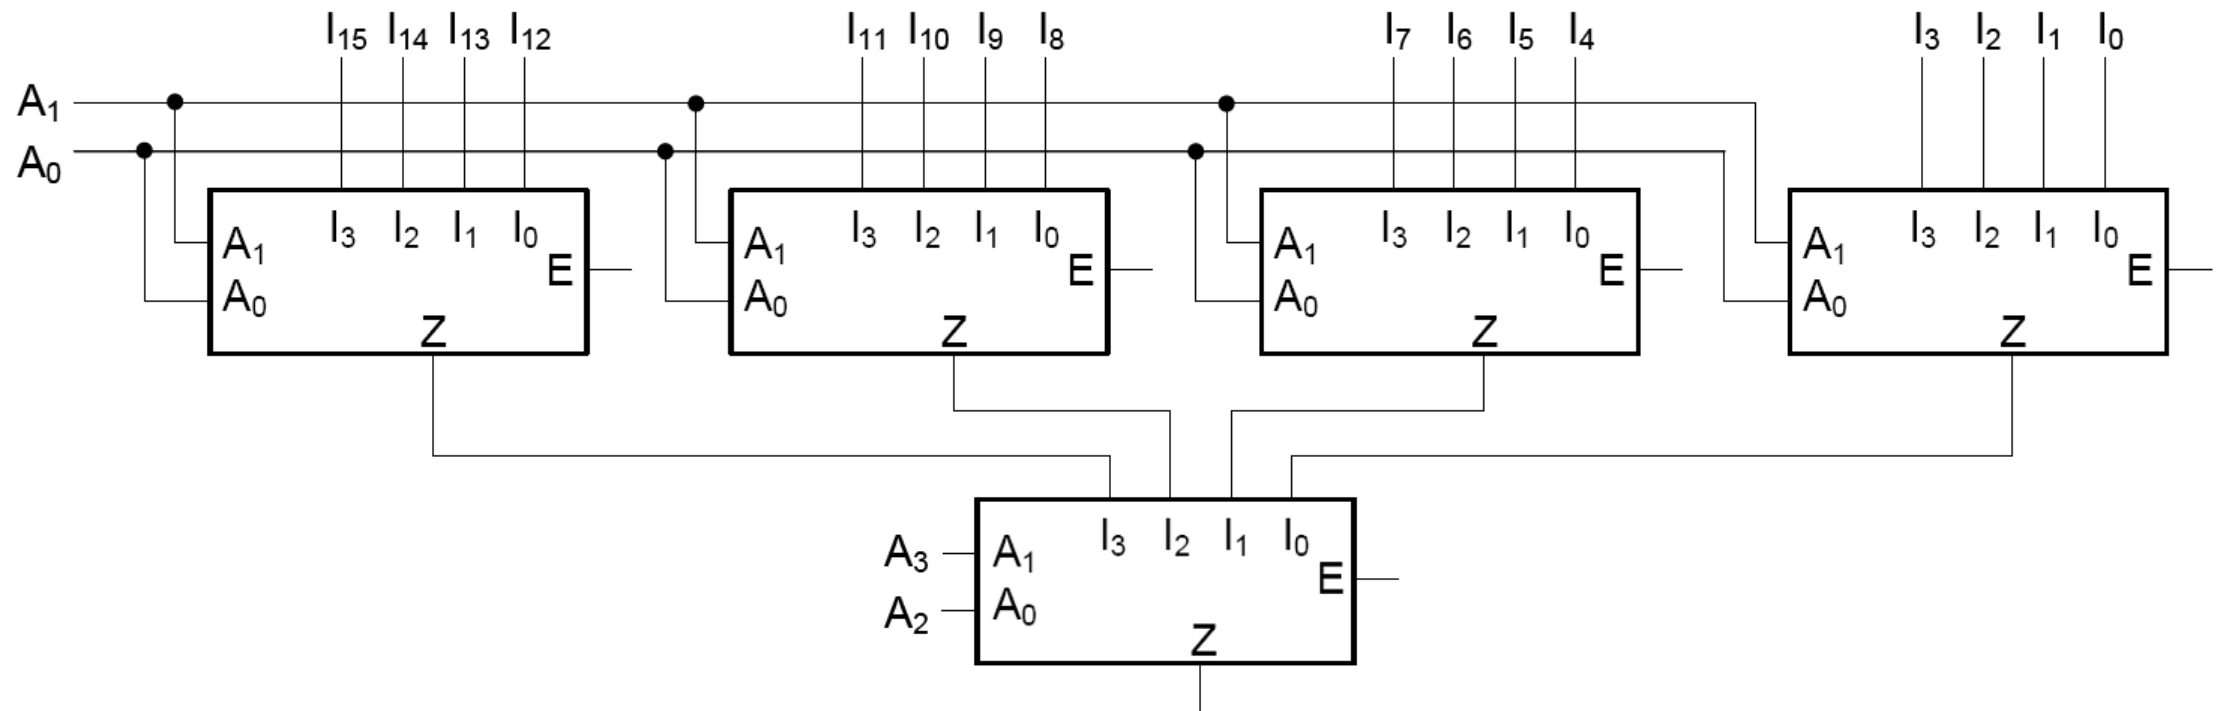 I₁₅ I₁₄ I₁₃ I₁₂ I₁₁ I₁₀ I₉ I₈ I₇ I₆ I₅ I₄ I₃ I₂ I₁ I₀
A₁
A₀
I₃ I₂ I₁ I₀ I₃ I₂ I₁ I₀ I₃ I₂ I₁ I₀ I₃ I₂ I₁ I₀
A₁ A₁ A₁ A₁
E E E E
A₀ A₀ A₀ A₀
Z Z Z Z
I₃ I₂ I₁ I₀
A₃ A₁
E
A₂ A₀
Z